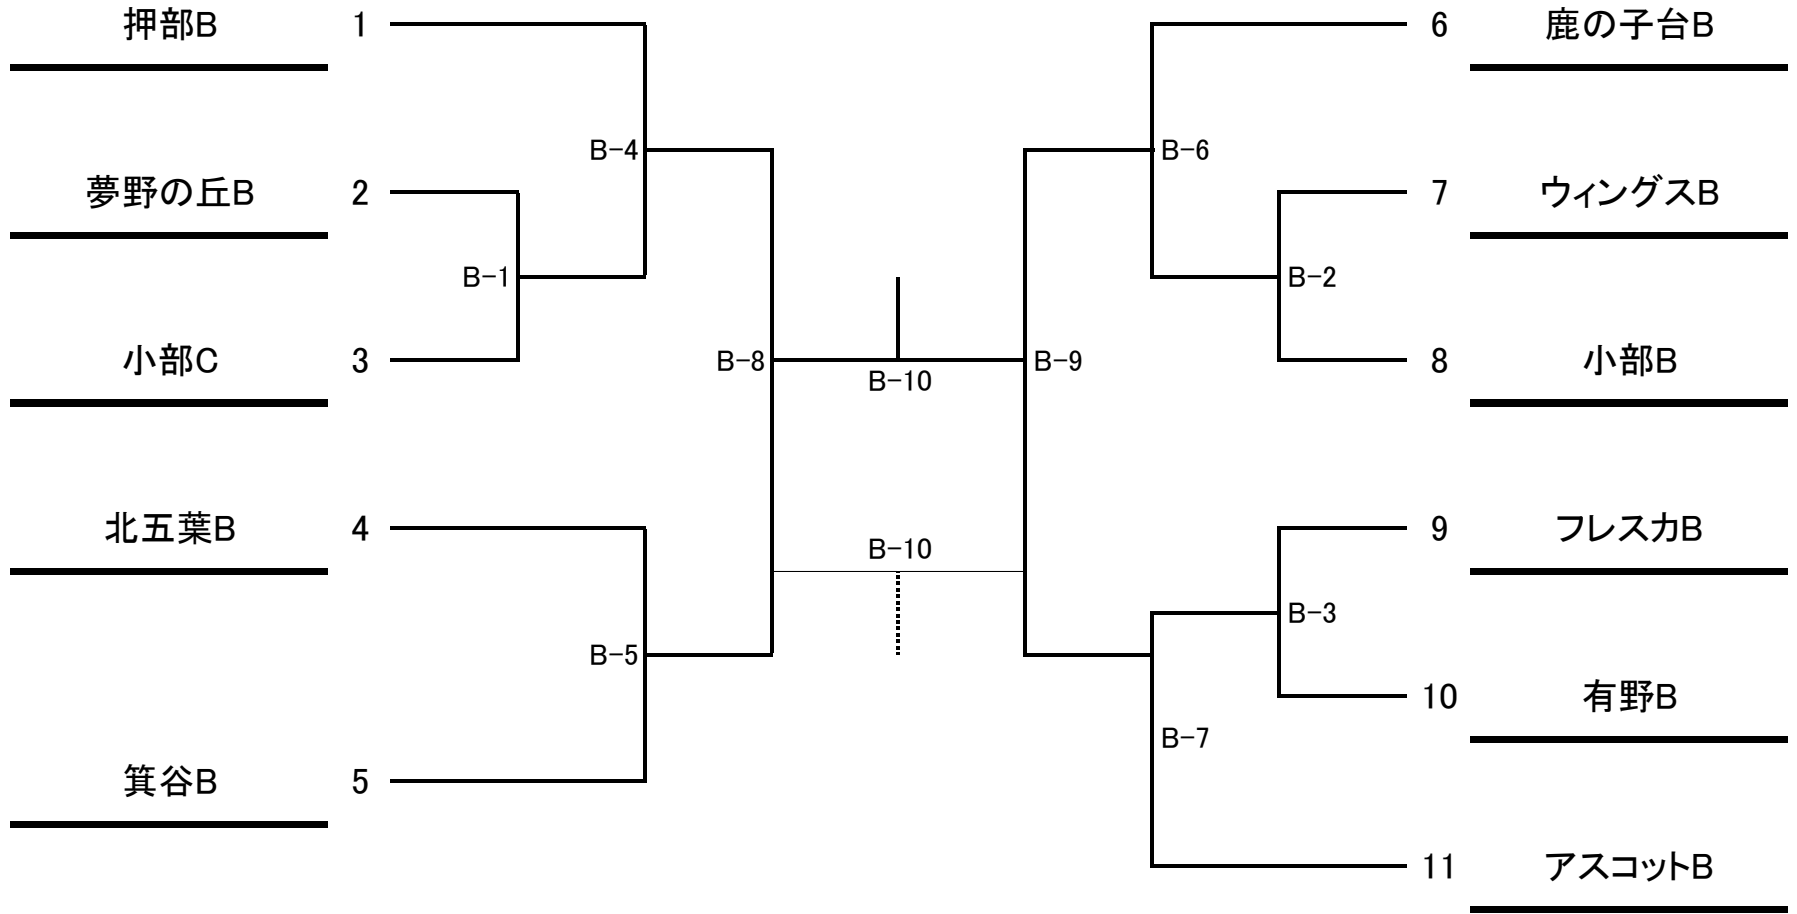 押部B 1
6 鹿の子台B
B-4
B-6
夢野の丘B 2
7 ウィングスB
B-1
B-2
小部C 3
B-8
B-9
8 小部B
B-10
北五葉B 4
9 フレスカB
B-10
B-3
B-5
10 有野B
B-7
箕谷B 5
11 アスコットB